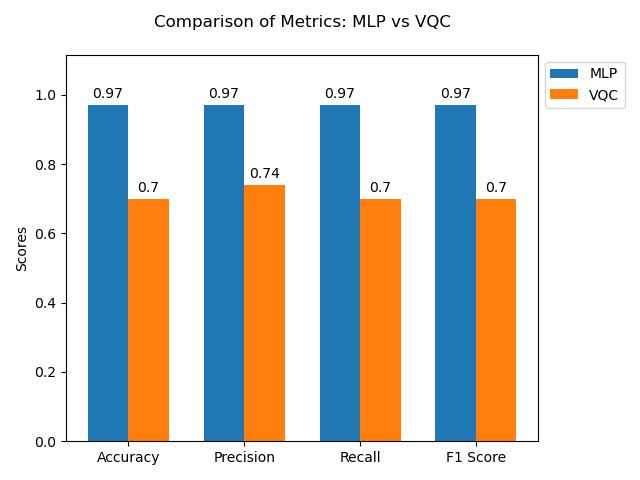 Comparison of Metrics: MLP vs VQC
MLP
VQC
0.97
0.7
0.97
0.74
0.97
0.7
0.97
0.7
Scores
1.0
0.8
0.6
0.4
0.2
0.0
Accuracy
Precision
Recall
F1 Score